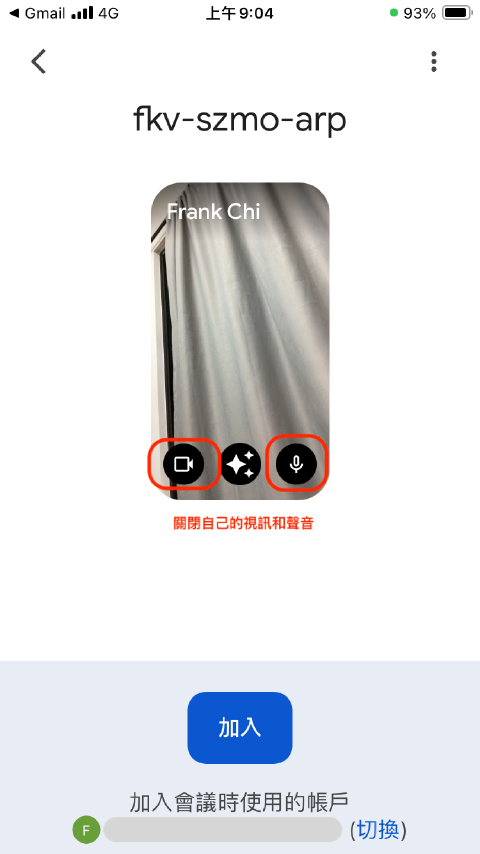 Gmail 4G 上午9:04 93%
fkv-szmo-arp
Frank Chi
關閉自己的視訊和聲音
加入
加入會議時使用的帳戶
F (切換)